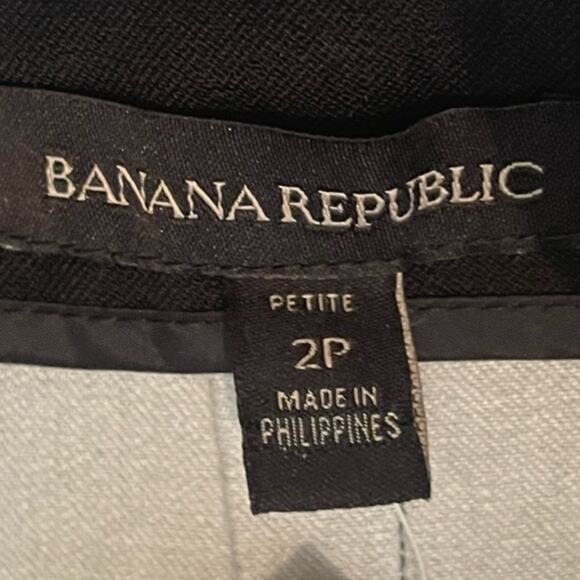 BANANA REPUBLIC
PETITE
2P
MADE IN
PHILIPPINES